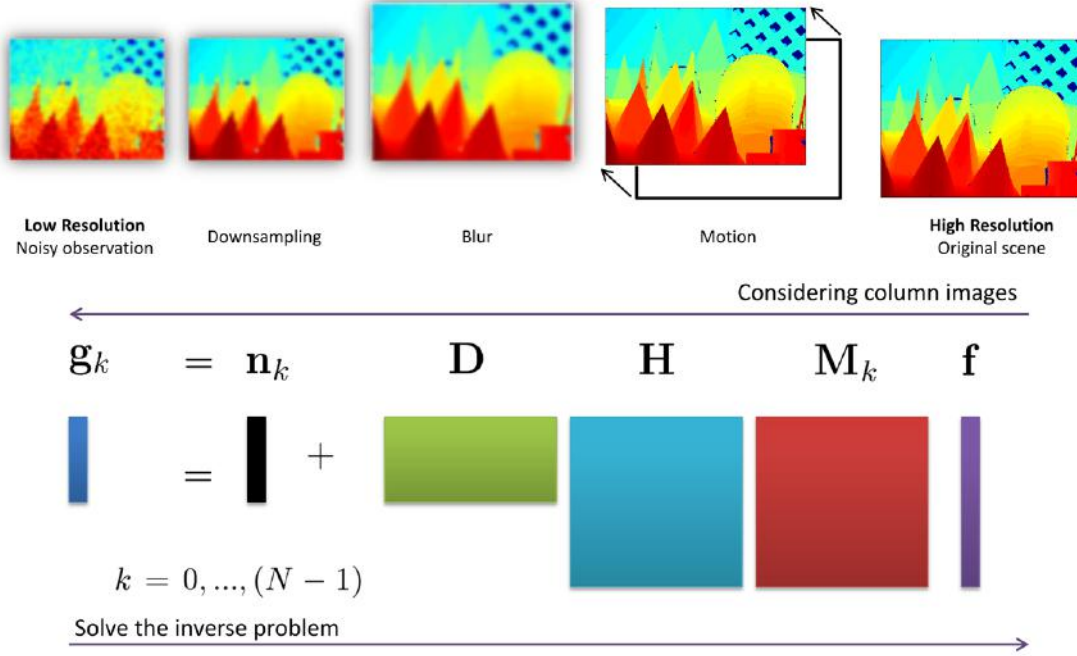 Low Resolution
Noisy observation
Downsampling
Blur
Motion
High Resolution
Original scene
Considering column images
g_k = n_k D H M_k f
= +
k = 0, ..., (N − 1)
Solve the inverse problem